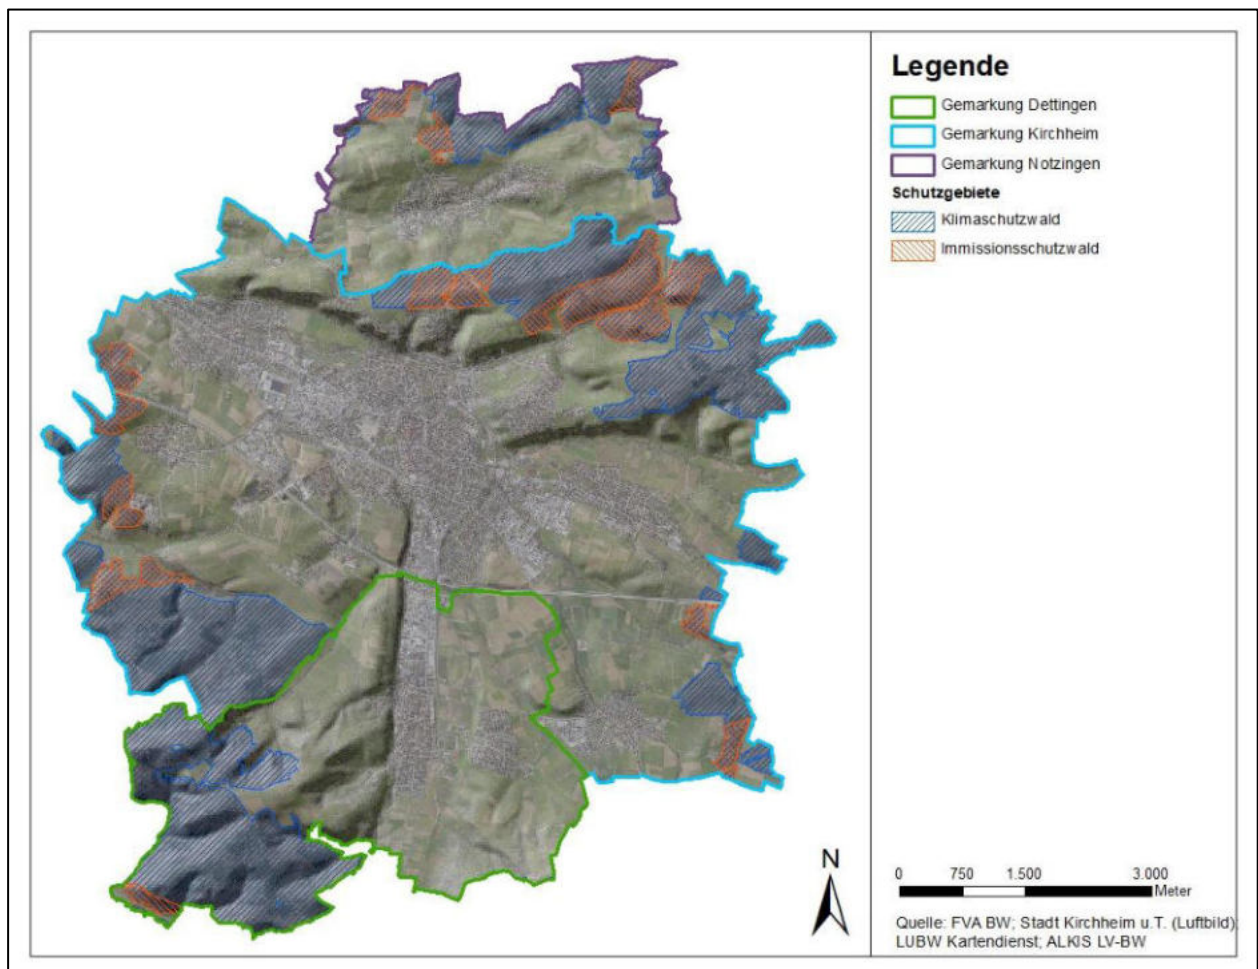 Legende
Gemarkung Dettingen
Gemarkung Kirchheim
Gemarkung Notzingen
Schutzgebiete
Klimaschutzwald
Immissionsschutzwald
N
0 750 1.500 3.000
Meter
Quelle: FVA BW; Stadt Kirchheim u.T. (Luftbild);
LUBW Kartendienst; ALKIS LV-BW